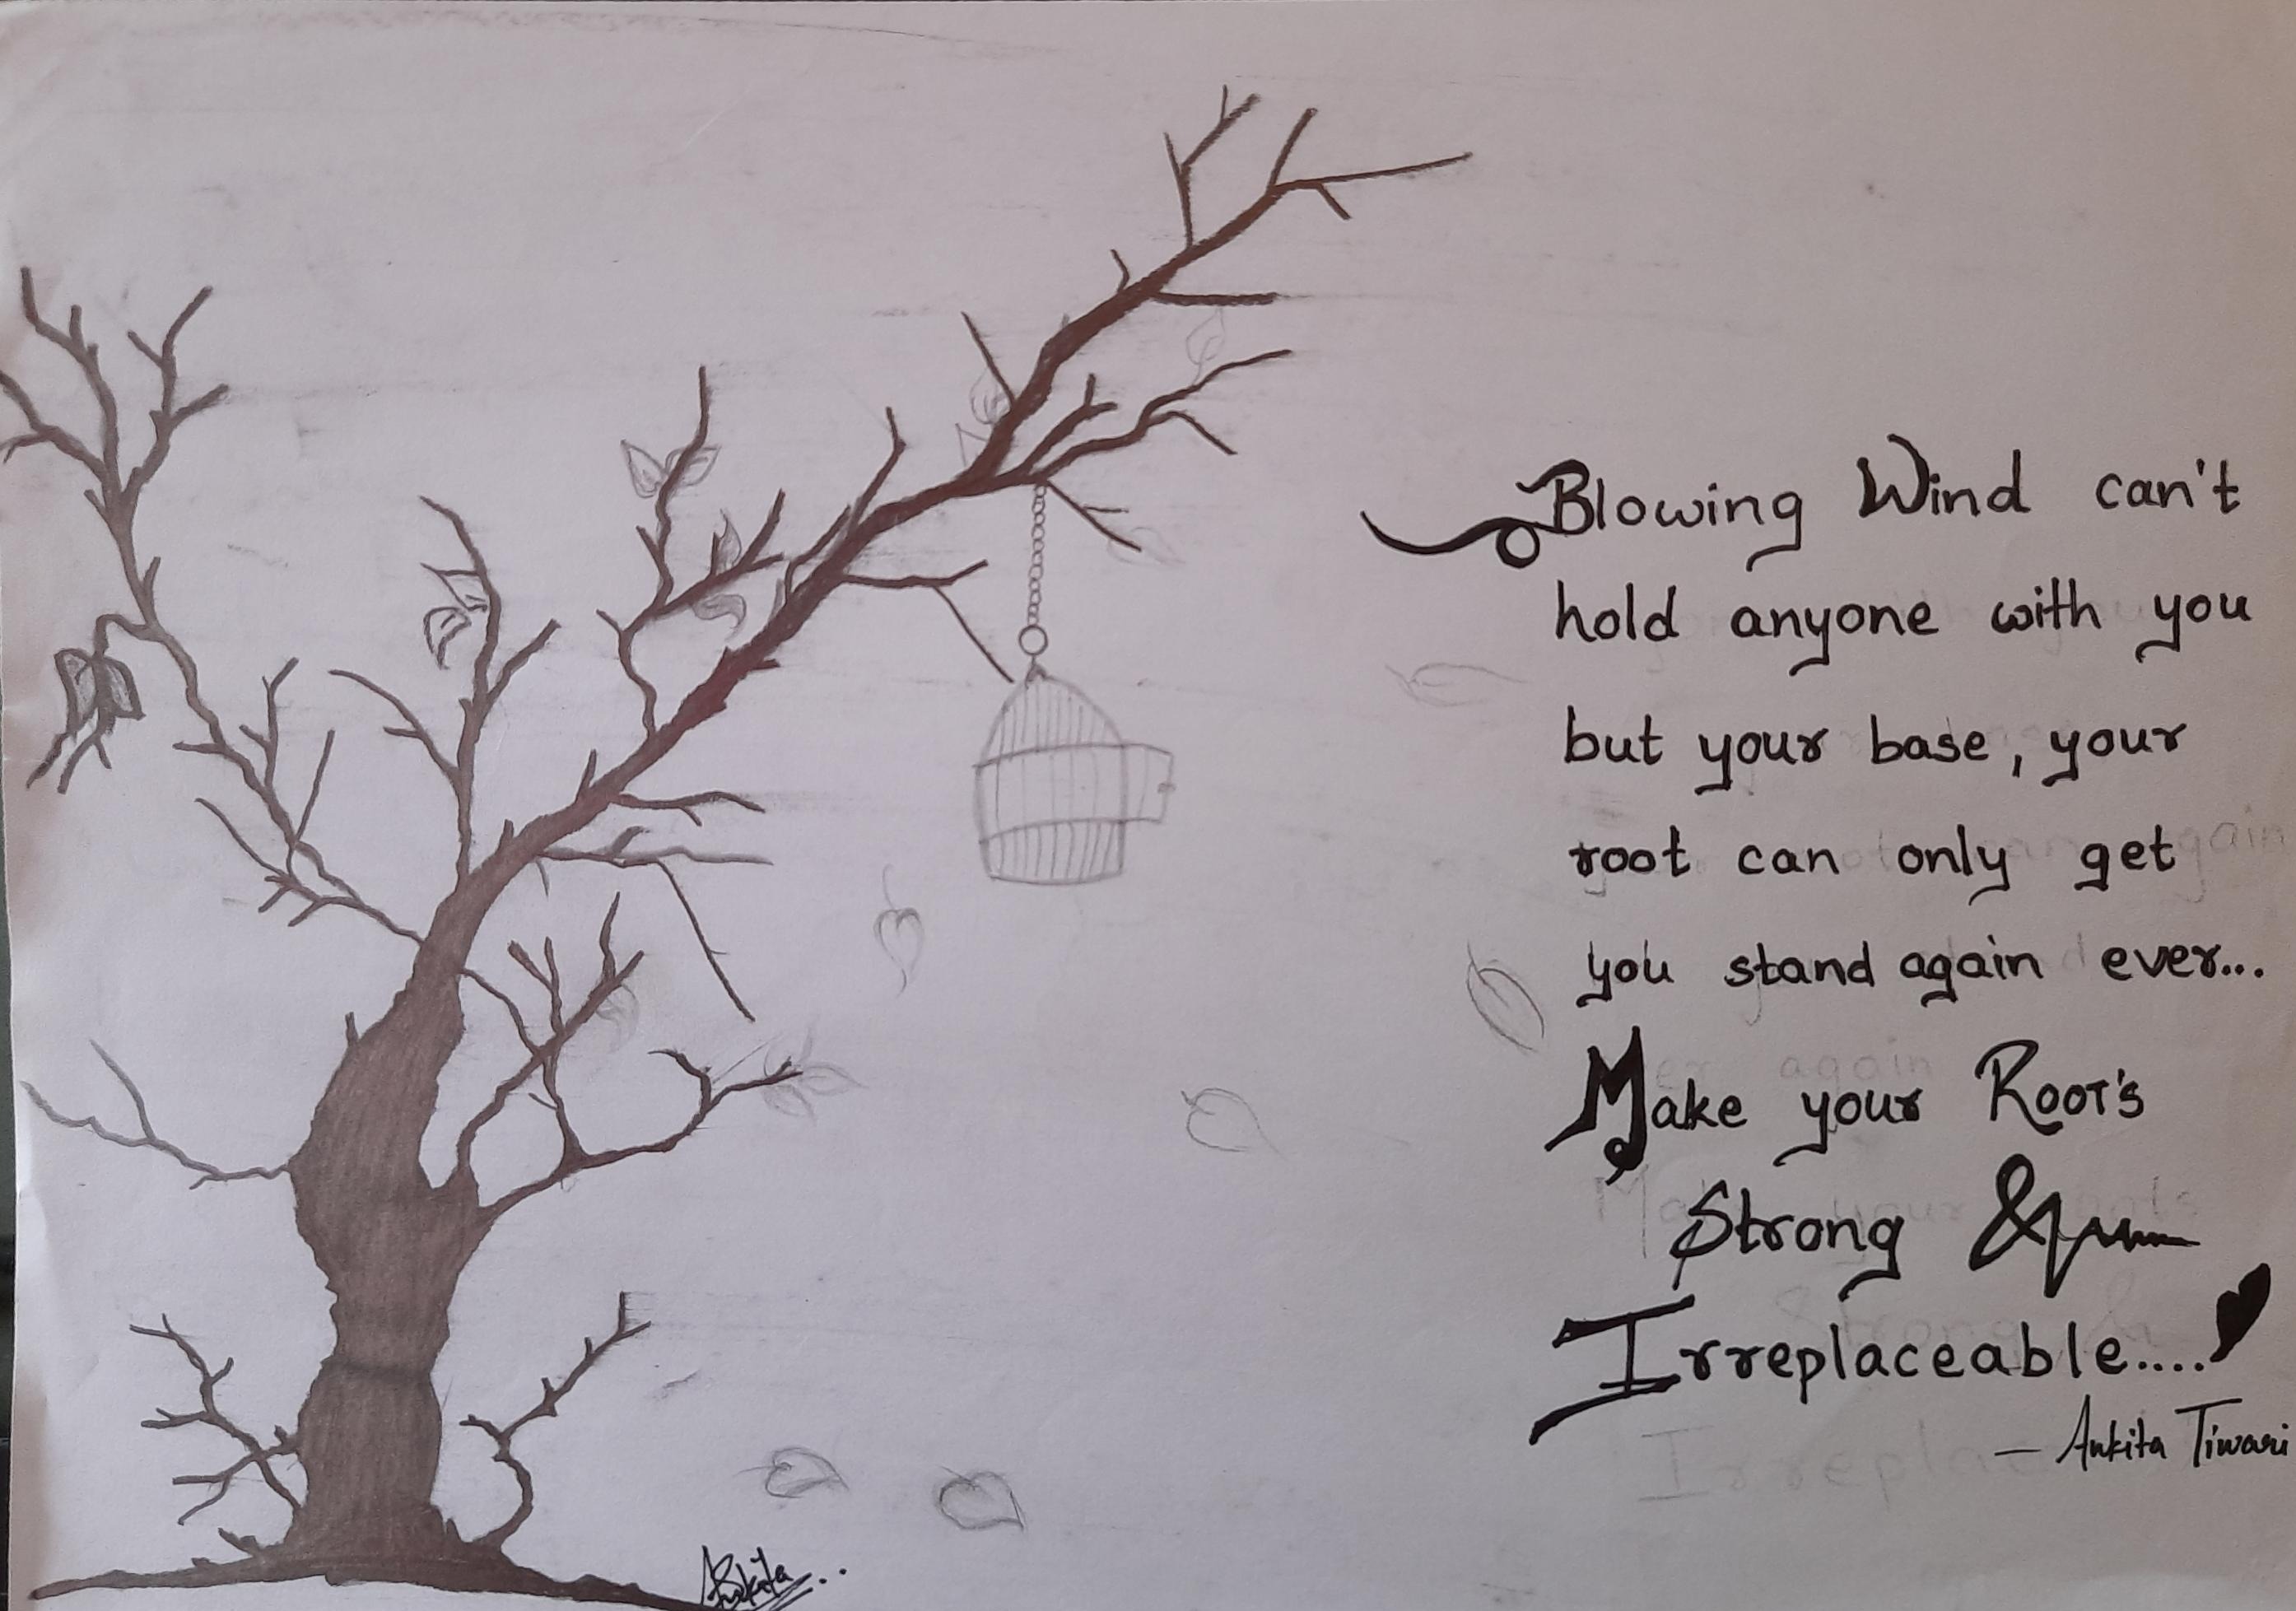 Blowing Wind can't
hold anyone with you
but your base, your
root can only get
you stand again ever...
Make your Root's
Strong &
Irreplaceable....
— Ankita Tiwari
Ankita...